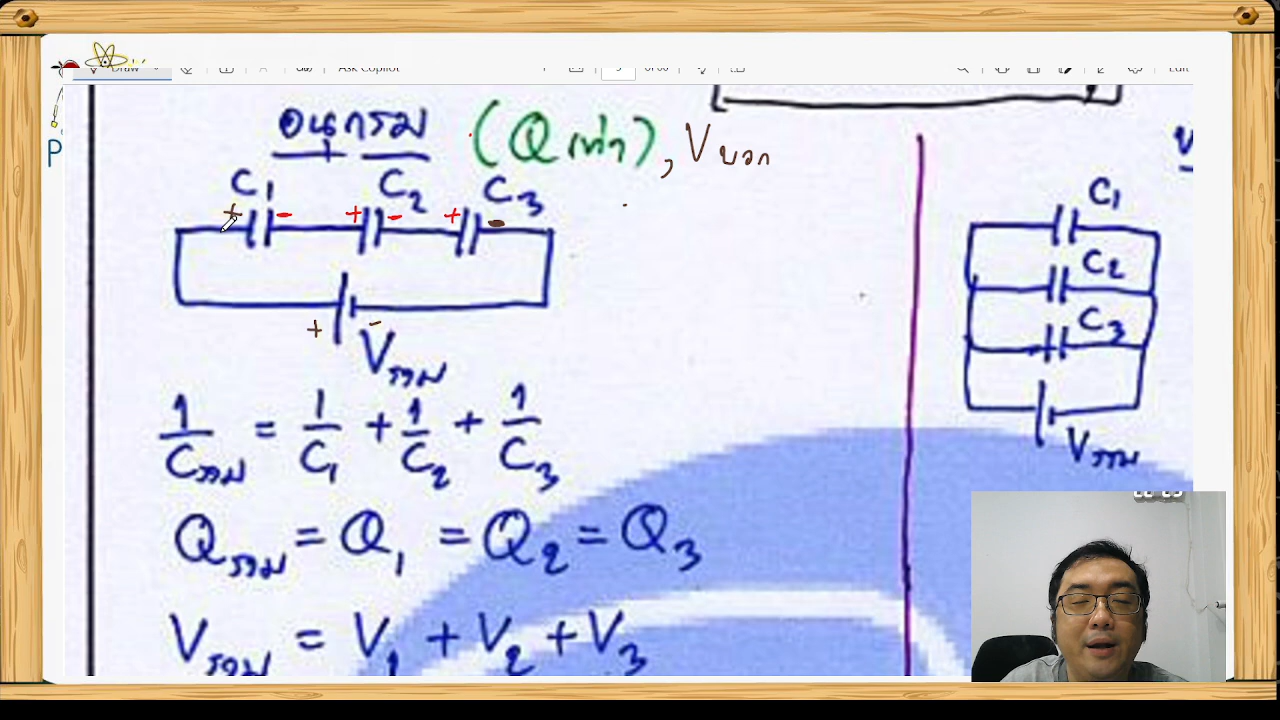 Ask Copilot
Edit
P
อนุกรม (Q เท่า), V บวก
C1 C2 C3
+ - + - + -
+ -
Vรวม
1/Cรวม = 1/C1 + 1/C2 + 1/C3
Qรวม = Q1 = Q2 = Q3
Vรวม = V1 + V2 + V3
C1
C2
C3
Vรวม